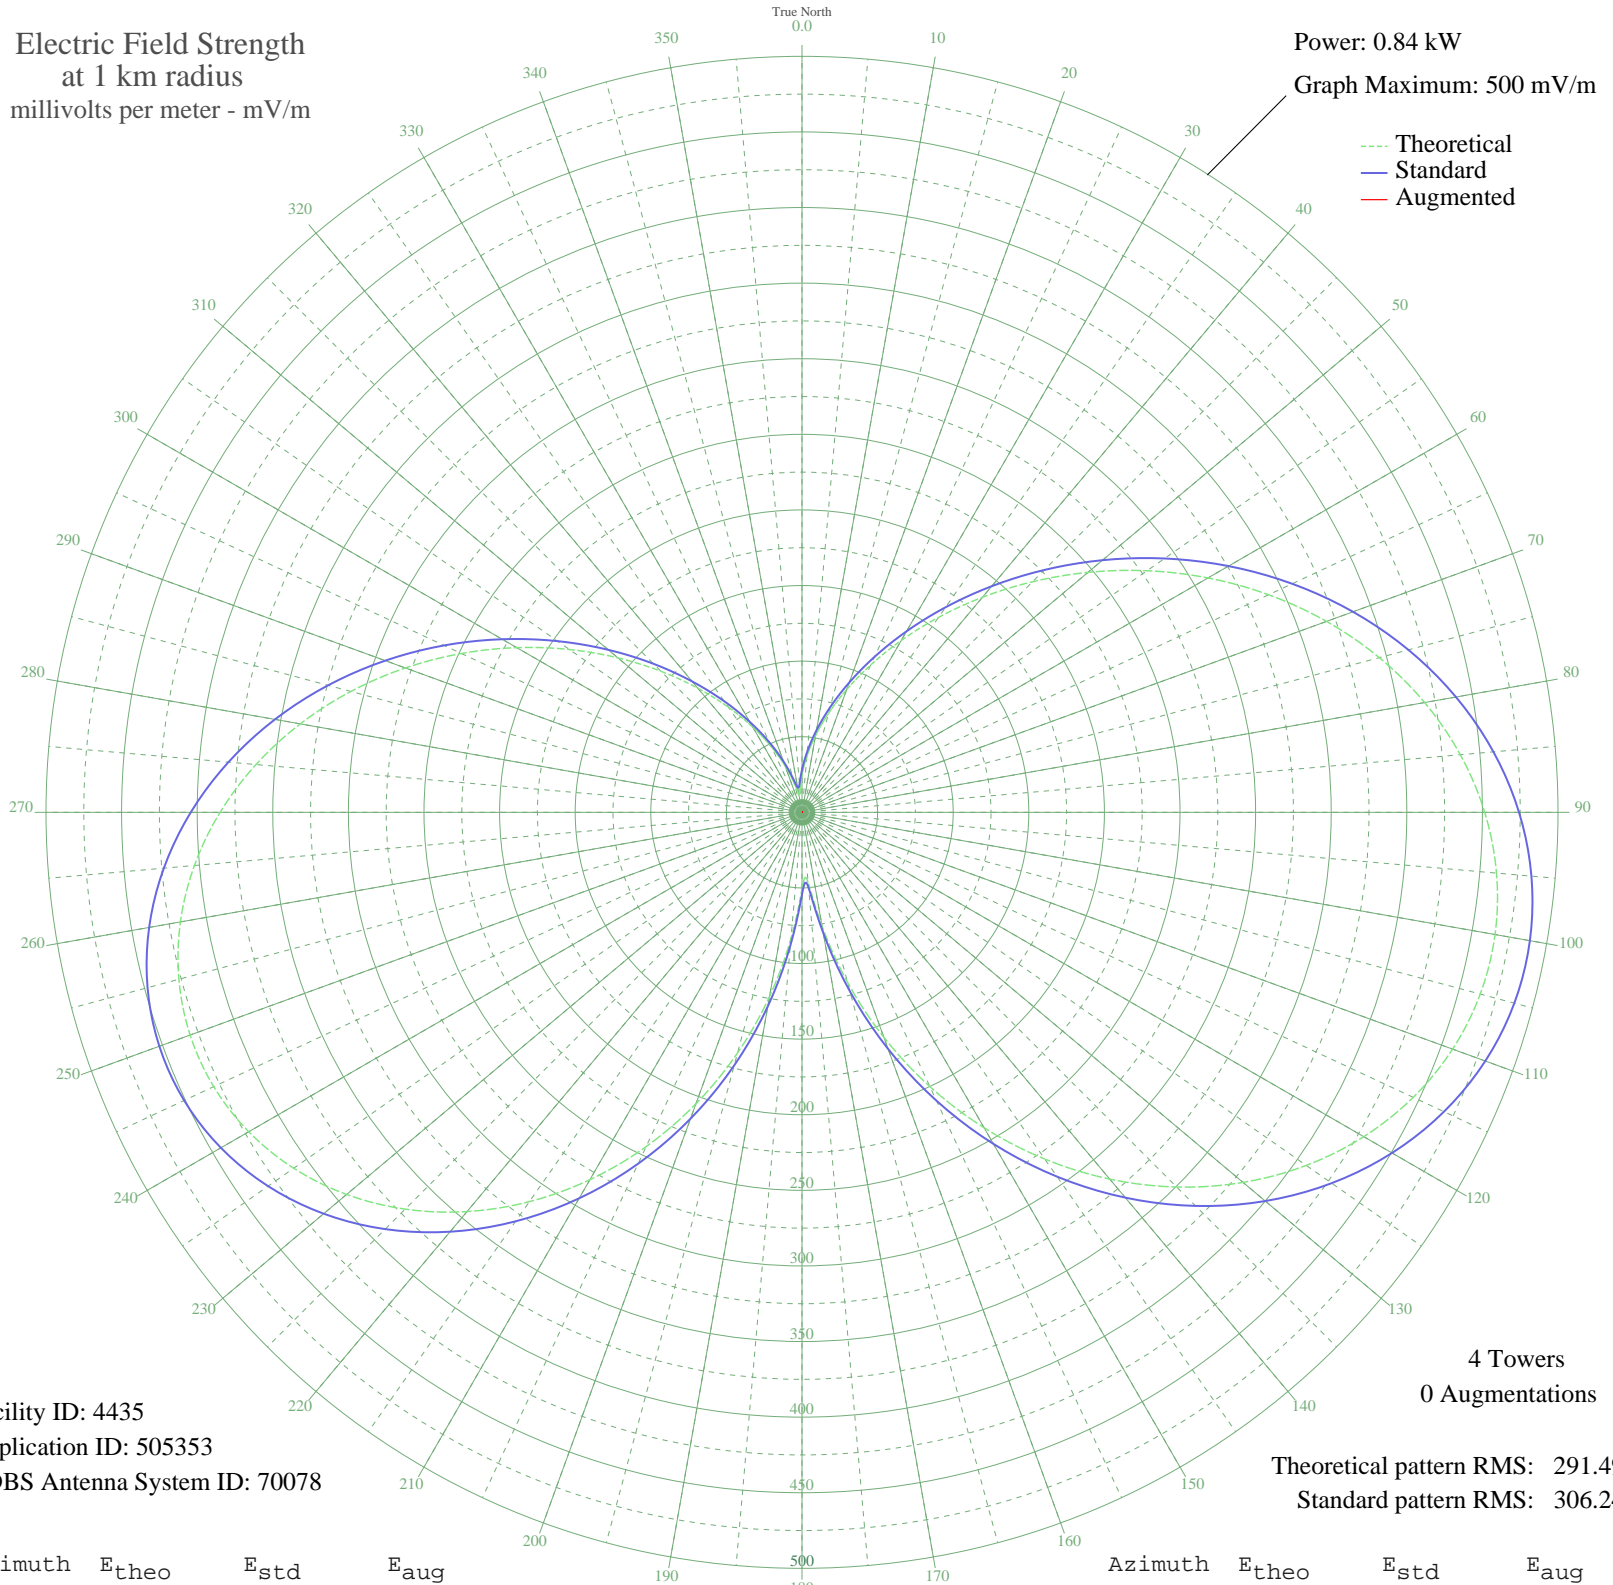 True North
0.0
Electric Field Strength
at 1 km radius
millivolts per meter - mV/m
Power: 0.84 kW
Graph Maximum: 500 mV/m
Theoretical
Standard
Augmented
10
20
30
40
50
60
70
80
90
100
110
120
130
140
150
160
170
190
200
210
220
230
240
250
260
270
280
290
300
310
320
330
340
350
100
150
200
250
300
350
400
450
500
4 Towers
0 Augmentations
cility ID: 4435
plication ID: 505353
DBS Antenna System ID: 70078
Theoretical pattern RMS: 291.49
Standard pattern RMS: 306.24
imuth Etheo Estd Eaug
Azimuth Etheo Estd Eaug